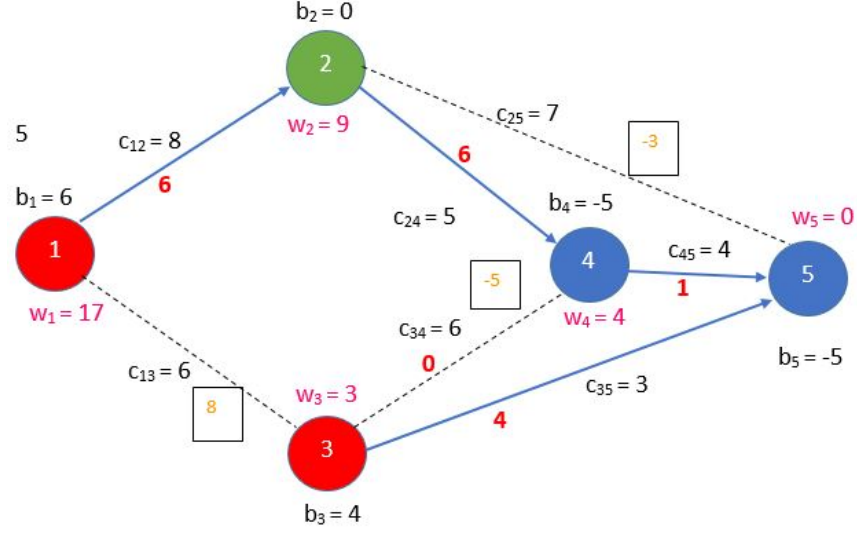 b₂ = 0
2
c₂₅ = 7
w₂ = 9
5
c₁₂ = 8
-3
6
6
b₁ = 6
b₄ = -5
w₅ = 0
c₂₄ = 5
1
4
c₄₅ = 4
5
-5
1
w₁ = 17
w₄ = 4
c₃₄ = 6
b₅ = -5
0
c₁₃ = 6
w₃ = 3
c₃₅ = 3
8
4
3
b₃ = 4